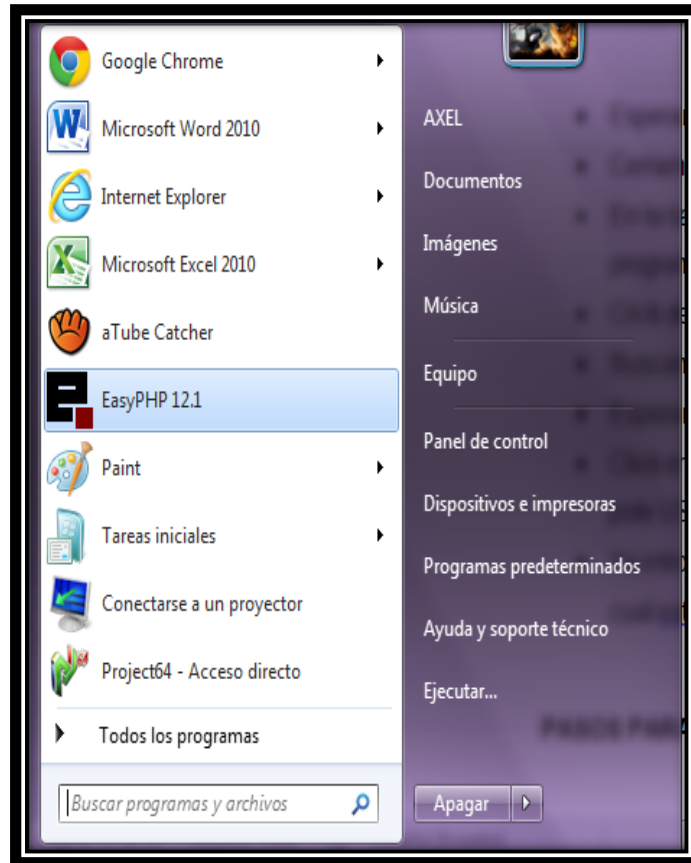 Google Chrome
Microsoft Word 2010
Internet Explorer
Microsoft Excel 2010
aTube Catcher
EasyPHP 12.1
Paint
Tareas iniciales
Conectarse a un proyector
Project64 - Acceso directo
Todos los programas
Buscar programas y archivos
AXEL
Documentos
Imágenes
Música
Equipo
Panel de control
Dispositivos e impresoras
Programas predeterminados
Ayuda y soporte técnico
Ejecutar...
Apagar